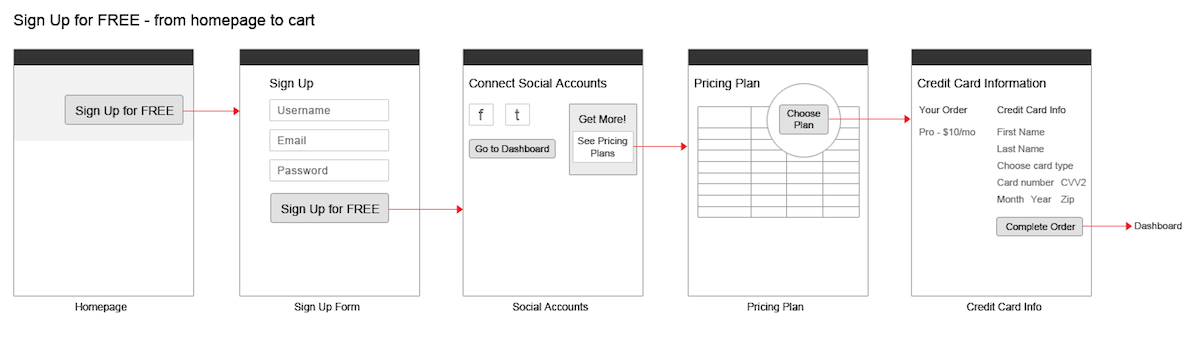 Sign Up for FREE - from homepage to cart
Sign Up for FREE
Homepage
Sign Up
Username
Email
Password
Sign Up for FREE
Sign Up Form
Connect Social Accounts
f t
Go to Dashboard
Get More!
See Pricing
Plans
Social Accounts
Pricing Plan
Choose
Plan
Pricing Plan
Credit Card Information
Your Order
Pro - $10/mo
Credit Card Info
First Name
Last Name
Choose card type
Card number CVV2
Month Year Zip
Complete Order
Credit Card Info
Dashboard